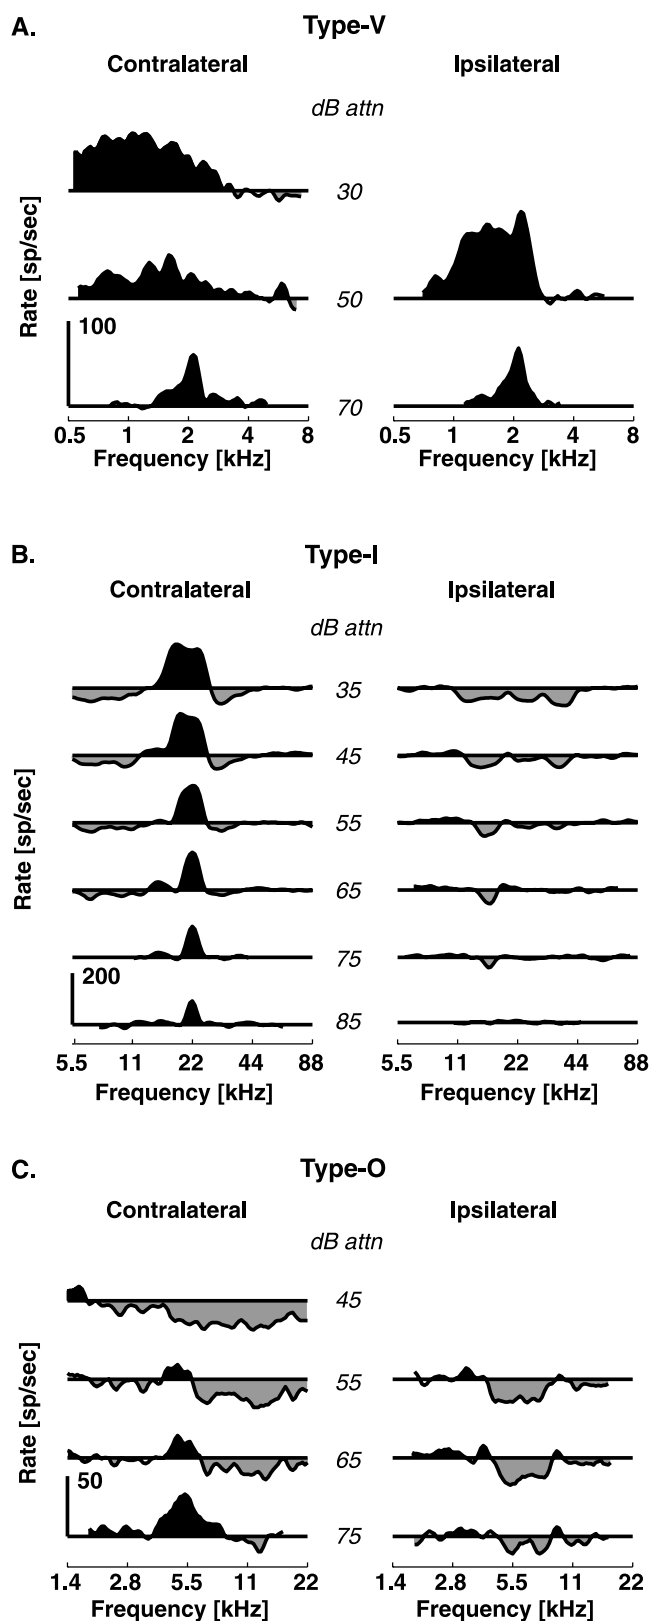 A. Type-V
Contralateral Ipsilateral
dB attn
30
50
100
70
Rate [sp/sec]
0.5 1 2 4 8 0.5 1 2 4 8
Frequency [kHz] Frequency [kHz]
B. Type-I
Contralateral Ipsilateral
dB attn
35
45
55
65
75
200
85
Rate [sp/sec]
5.5 11 22 44 88 5.5 11 22 44 88
Frequency [kHz] Frequency [kHz]
C. Type-O
Contralateral Ipsilateral
dB attn
45
55
65
50
75
Rate [sp/sec]
1.4 2.8 5.5 11 22 1.4 2.8 5.5 11 22
Frequency [kHz] Frequency [kHz]